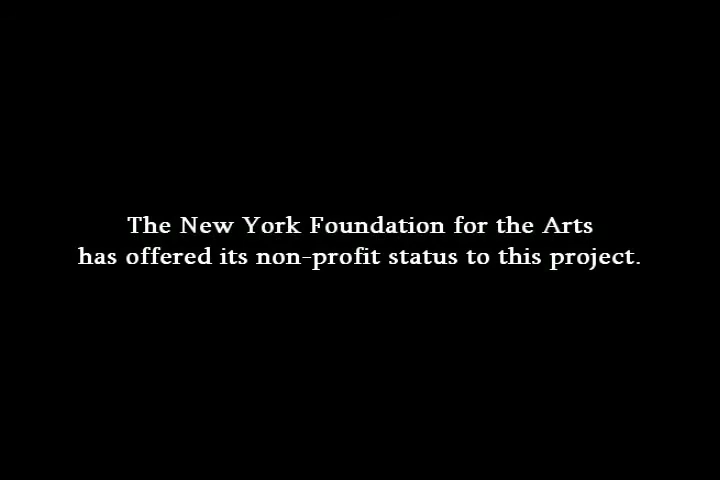 The New York Foundation for the Arts
has offered its non-profit status to this project.